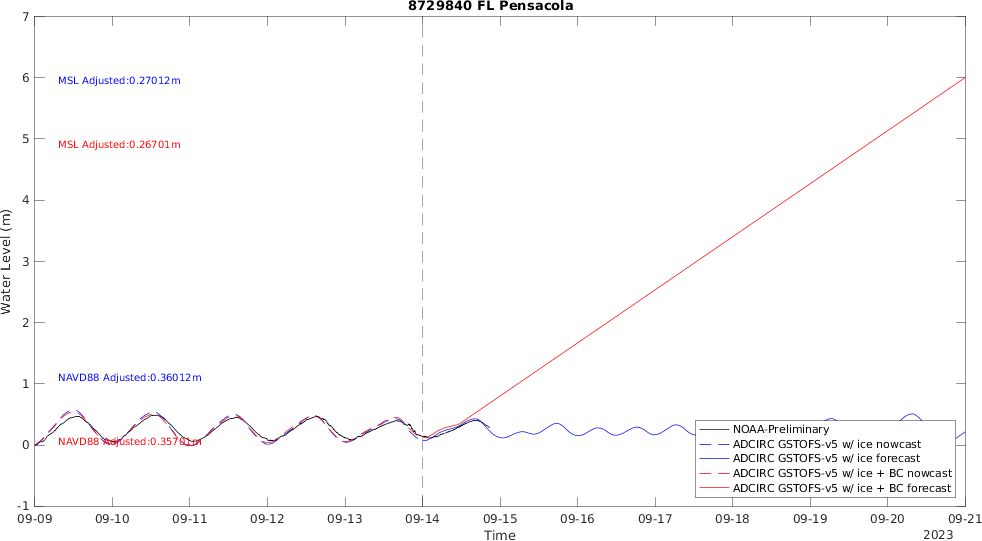 8729840 FL Pensacola
7
6
5
4
3
2
1
0
-1
Water Level (m)
MSL Adjusted:0.27012m
MSL Adjusted:0.26701m
NAVD88 Adjusted:0.36012m
NAVD88 Adjusted:0.35701m
NOAA-Preliminary
ADCIRC GSTOFS-v5 w/ ice nowcast
ADCIRC GSTOFS-v5 w/ ice forecast
ADCIRC GSTOFS-v5 w/ ice + BC nowcast
ADCIRC GSTOFS-v5 w/ ice + BC forecast
09-09 09-10 09-11 09-12 09-13 09-14 09-15 09-16 09-17 09-18 09-19 09-20 09-21
Time
2023